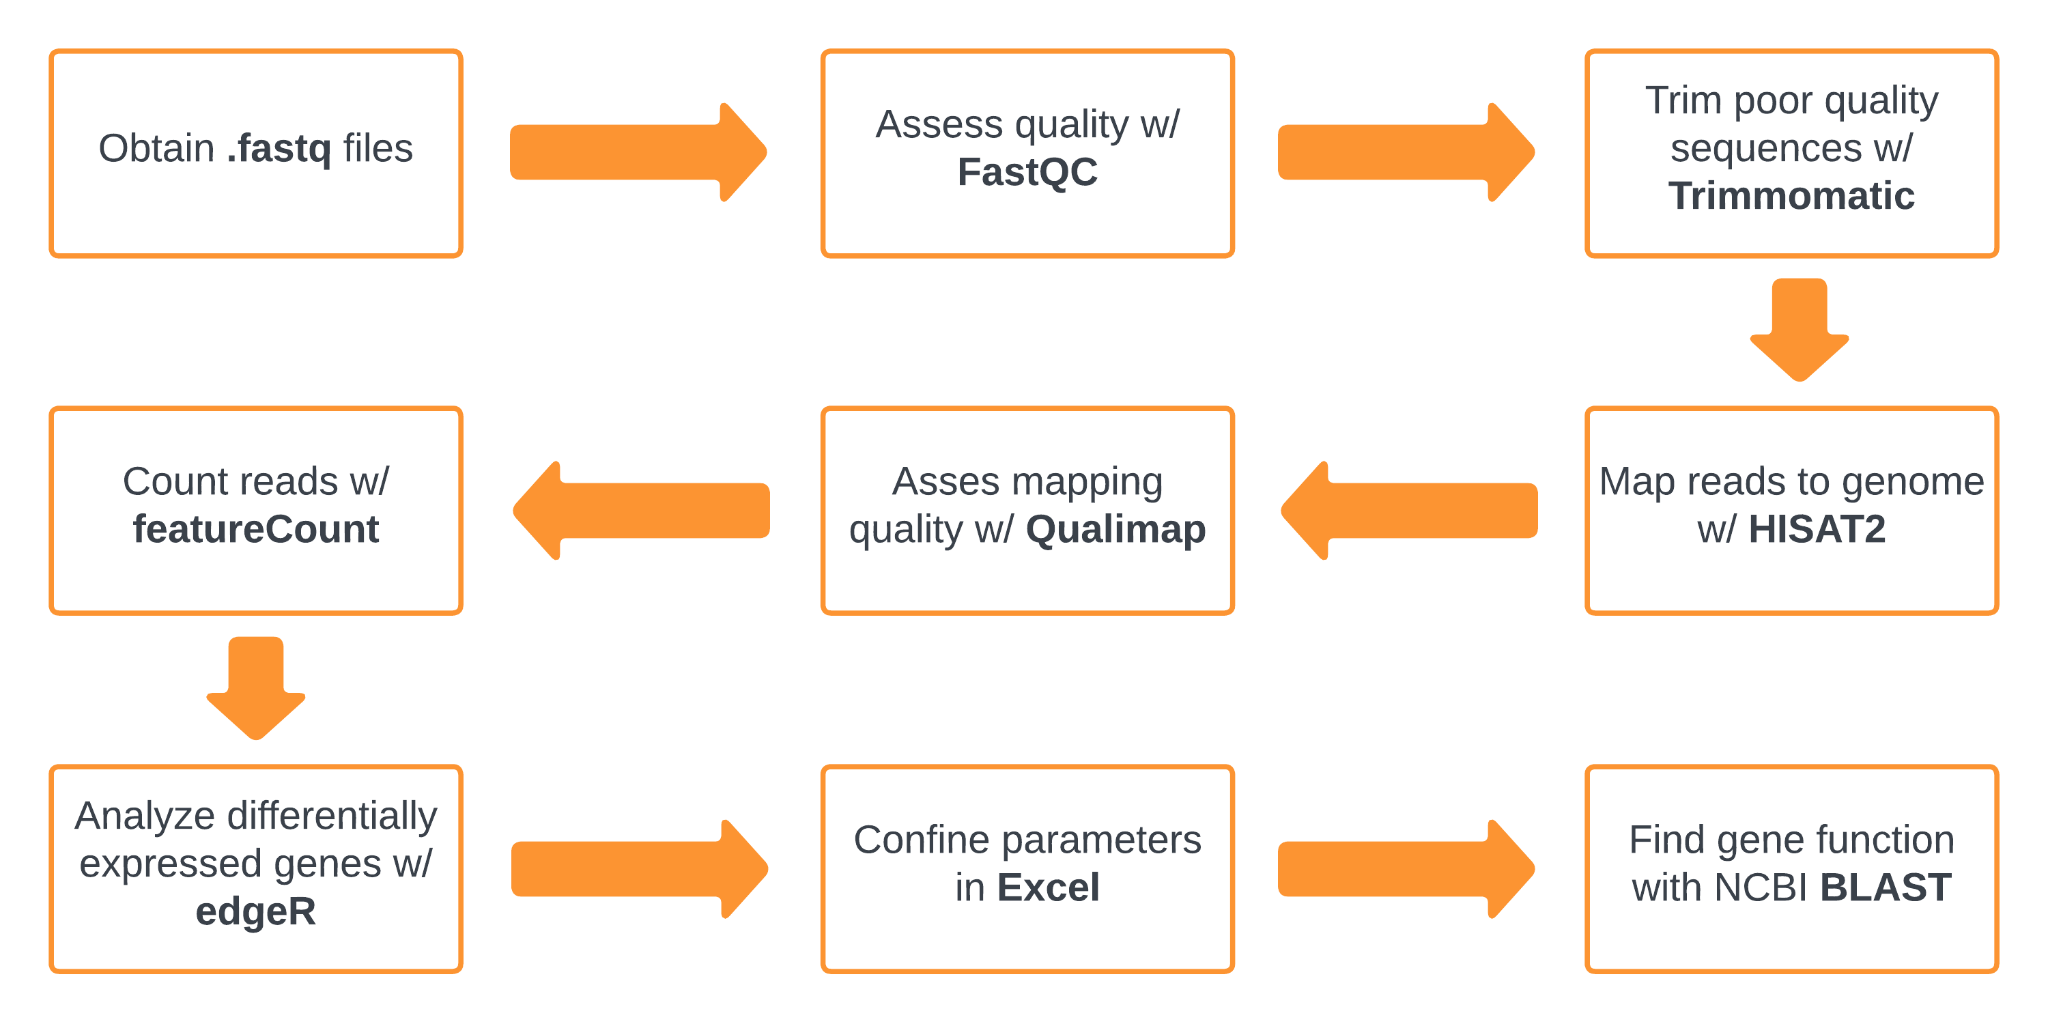 Obtain .fastq files
Assess quality w/
FastQC
Trim poor quality
sequences w/
Trimmomatic
Map reads to genome
w/ HISAT2
Asses mapping
quality w/ Qualimap
Count reads w/
featureCount
Analyze differentially
expressed genes w/
edgeR
Confine parameters
in Excel
Find gene function
with NCBI BLAST